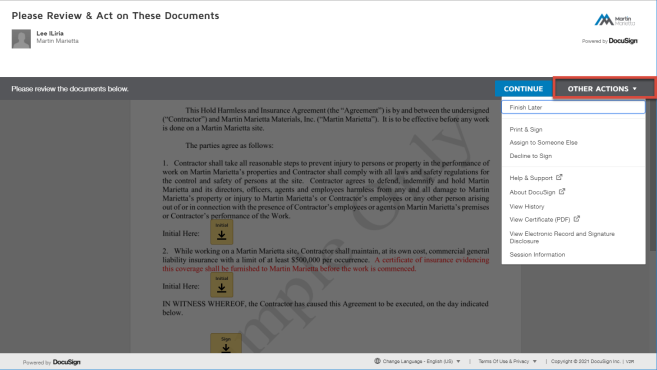 Please Review & Act on These Documents
Lee ILiria
Martin Marietta
Martin
Marietta
Powered by DocuSign
Please review the documents below.
CONTINUE
OTHER ACTIONS
Finish Later
Print & Sign
Assign to Someone Else
Decline to Sign
Help & Support
About DocuSign
View History
View Certificate (PDF)
View Electronic Record and Signature
Disclosure
Session Information
This Hold Harmless and Insurance Agreement (the “Agreement”) is by and between the undersigned
(“Contractor”) and Martin Marietta Materials, Inc. (“Martin Marietta”). It is to be effective before any work
is done on a Martin Marietta site.
The parties agree as follows:
1. Contractor shall take all reasonable steps to prevent injury to persons or property in the performance of
work on Martin Marietta’s properties and Contractor shall comply with all laws and safety regulations for
the control and safety of persons at the site. Contractor agrees to defend, indemnify and hold Martin
Marietta and its directors, officers, agents and employees harmless from any and all damage to Martin
Marietta’s property or injury to Martin Marietta’s or Contractor’s employees or any other person arising
out of or in connection with the presence of Contractor’s employees or agents on Martin Marietta’s premises
or Contractor’s performance of the Work.
Initial Here:
Initial
2. While working on a Martin Marietta site, Contractor shall maintain, at its own cost, commercial general
liability insurance with a limit of at least $500,000 per occurrence. A certificate of insurance evidencing
this coverage shall be furnished to Martin Marietta before the work is commenced.
Initial Here:
Initial
IN WITNESS WHEREOF, the Contractor has caused this Agreement to be executed, on the day indicated
below.
Sign
Powered by DocuSign
Change Language - English (US) | Terms Of Use & Privacy | Copyright © 2021 DocuSign Inc. | V2R